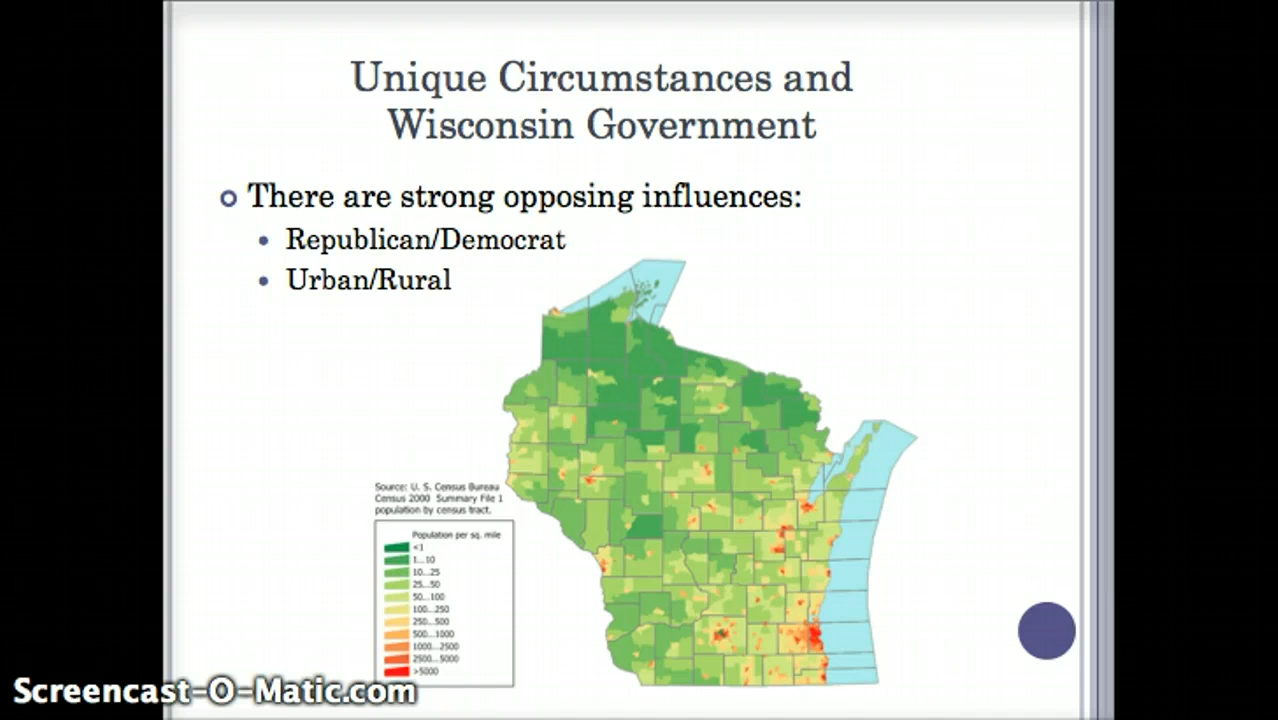 Unique Circumstances and
Wisconsin Government
There are strong opposing influences:
Republican/Democrat
Urban/Rural
Source: U. S. Census Bureau
Census 2000 Summary File 1
population by census tract.
Population per sq. mile
<1
1...10
10...25
25...50
50...100
100...250
250...500
500...1000
1000...2500
2500...5000
>5000
Screencast-O-Matic.com